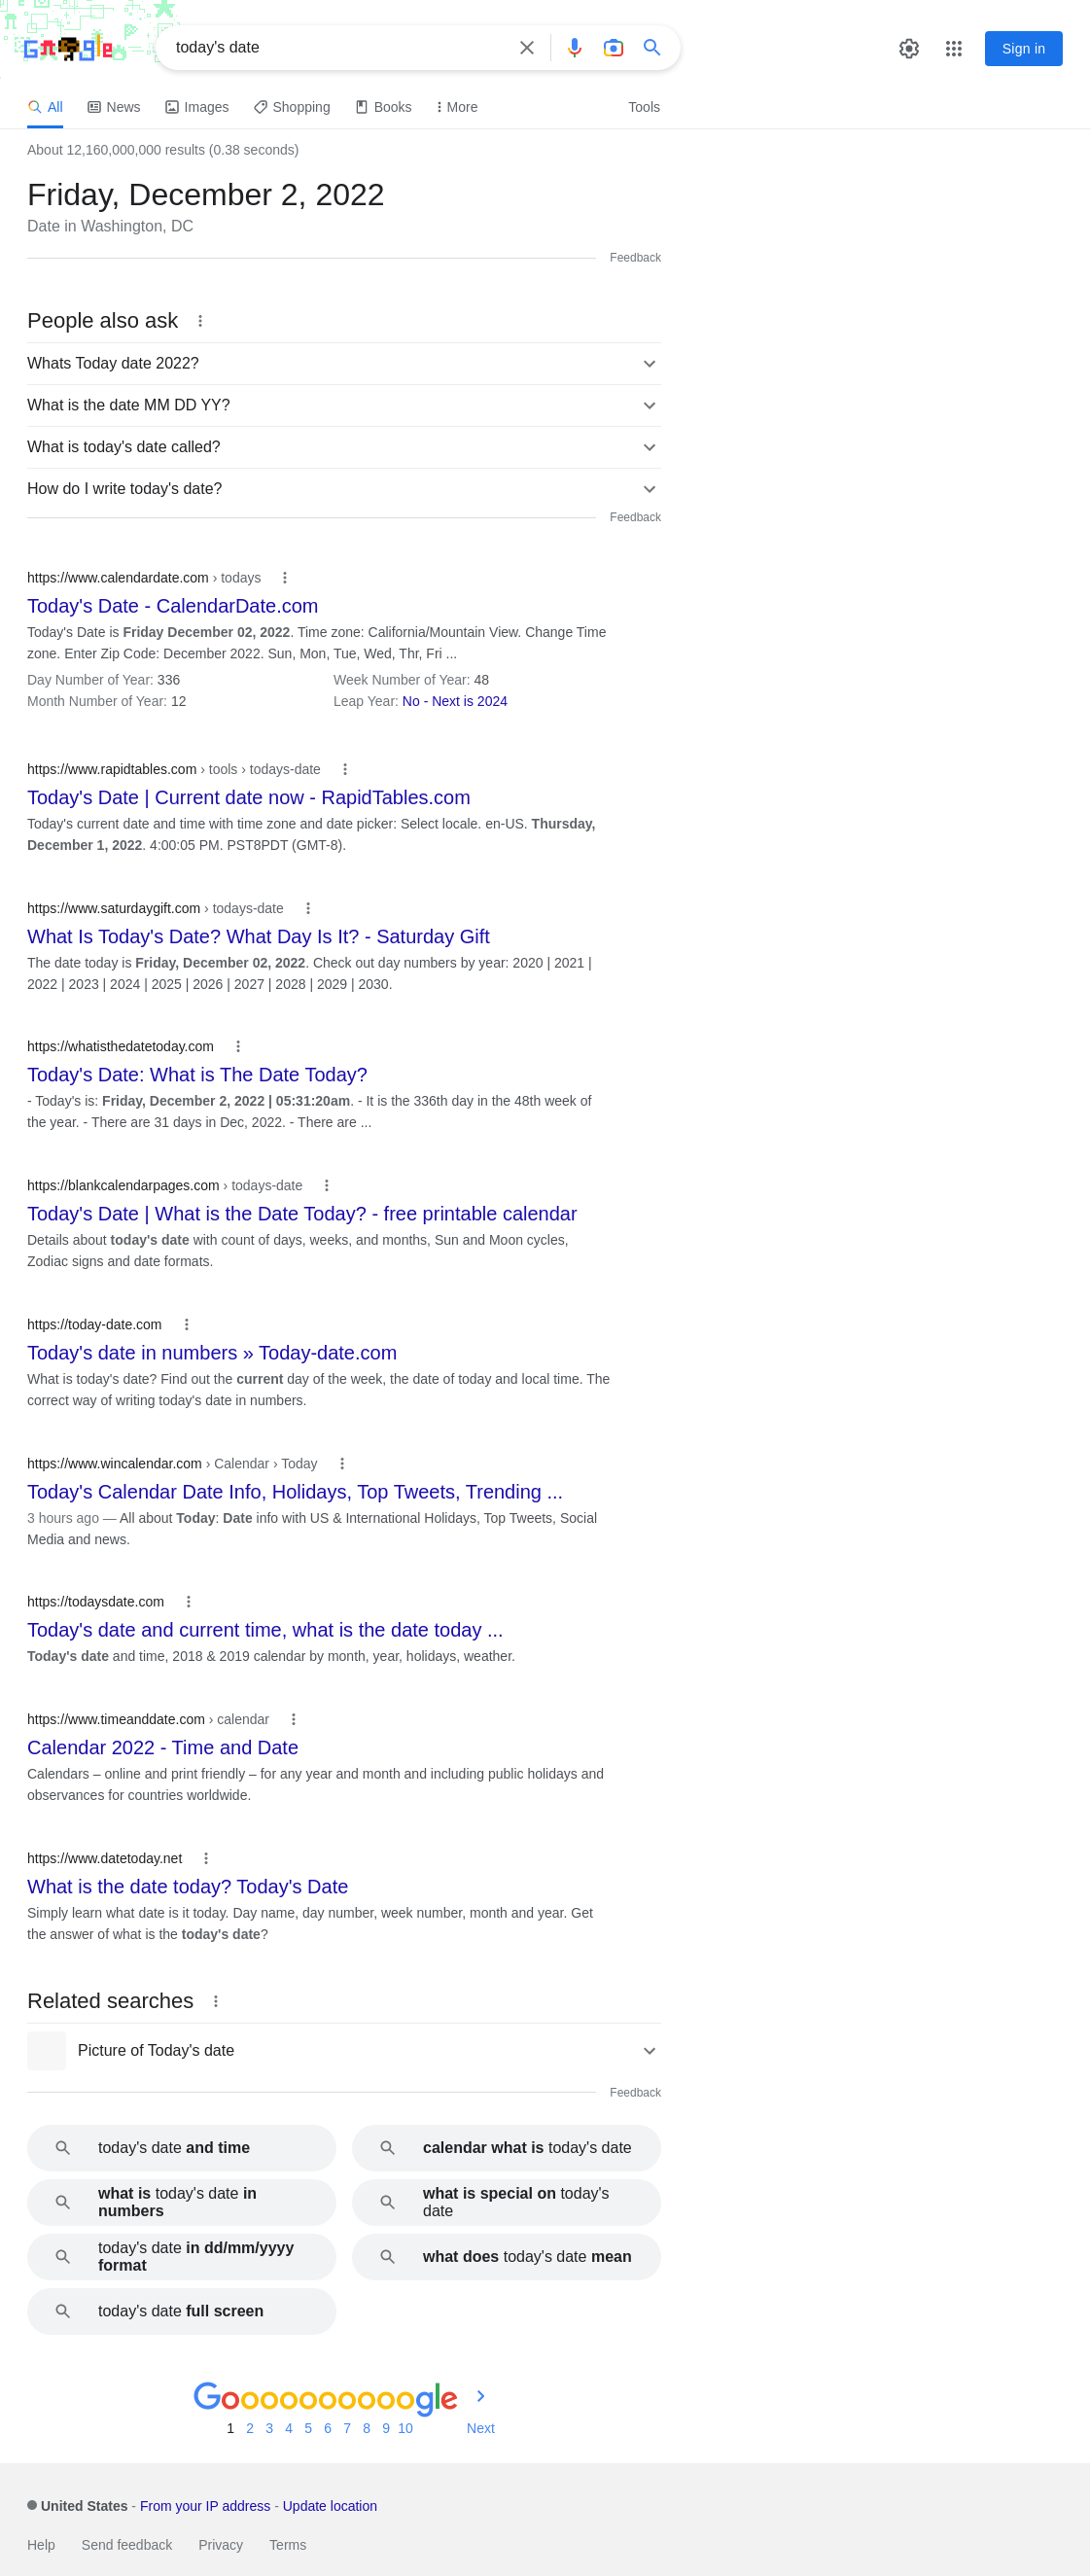 Google
today's date
Sign in
All News Images Shopping Books More Tools
About 12,160,000,000 results (0.38 seconds)
Friday, December 2, 2022
Date in Washington, DC
Feedback
People also ask
Whats Today date 2022?
What is the date MM DD YY?
What is today's date called?
How do I write today's date?
Feedback
https://www.calendardate.com › todays
Today's Date - CalendarDate.com
Today's Date is Friday December 02, 2022. Time zone: California/Mountain View. Change Time
zone. Enter Zip Code: December 2022. Sun, Mon, Tue, Wed, Thr, Fri ...
Day Number of Year: 336 Week Number of Year: 48
Month Number of Year: 12 Leap Year: No - Next is 2024
https://www.rapidtables.com › tools › todays-date
Today's Date | Current date now - RapidTables.com
Today's current date and time with time zone and date picker: Select locale. en-US. Thursday,
December 1, 2022. 4:00:05 PM. PST8PDT (GMT-8).
https://www.saturdaygift.com › todays-date
What Is Today's Date? What Day Is It? - Saturday Gift
The date today is Friday, December 02, 2022. Check out day numbers by year: 2020 | 2021 |
2022 | 2023 | 2024 | 2025 | 2026 | 2027 | 2028 | 2029 | 2030.
https://whatisthedatetoday.com
Today's Date: What is The Date Today?
- Today's is: Friday, December 2, 2022 | 05:31:20am. - It is the 336th day in the 48th week of
the year. - There are 31 days in Dec, 2022. - There are ...
https://blankcalendarpages.com › todays-date
Today's Date | What is the Date Today? - free printable calendar
Details about today's date with count of days, weeks, and months, Sun and Moon cycles,
Zodiac signs and date formats.
https://today-date.com
Today's date in numbers » Today-date.com
What is today's date? Find out the current day of the week, the date of today and local time. The
correct way of writing today's date in numbers.
https://www.wincalendar.com › Calendar › Today
Today's Calendar Date Info, Holidays, Top Tweets, Trending ...
3 hours ago — All about Today: Date info with US & International Holidays, Top Tweets, Social
Media and news.
https://todaysdate.com
Today's date and current time, what is the date today ...
Today's date and time, 2018 & 2019 calendar by month, year, holidays, weather.
https://www.timeanddate.com › calendar
Calendar 2022 - Time and Date
Calendars – online and print friendly – for any year and month and including public holidays and
observances for countries worldwide.
https://www.datetoday.net
What is the date today? Today's Date
Simply learn what date is it today. Day name, day number, week number, month and year. Get
the answer of what is the today's date?
Related searches
Picture of Today's date
Feedback
today's date and time
calendar what is today's date
what is today's date in
numbers
what is special on today's
date
today's date in dd/mm/yyyy
format
what does today's date mean
today's date full screen
Goooooooooogle
1 2 3 4 5 6 7 8 9 10 Next
United States - From your IP address - Update location
Help Send feedback Privacy Terms